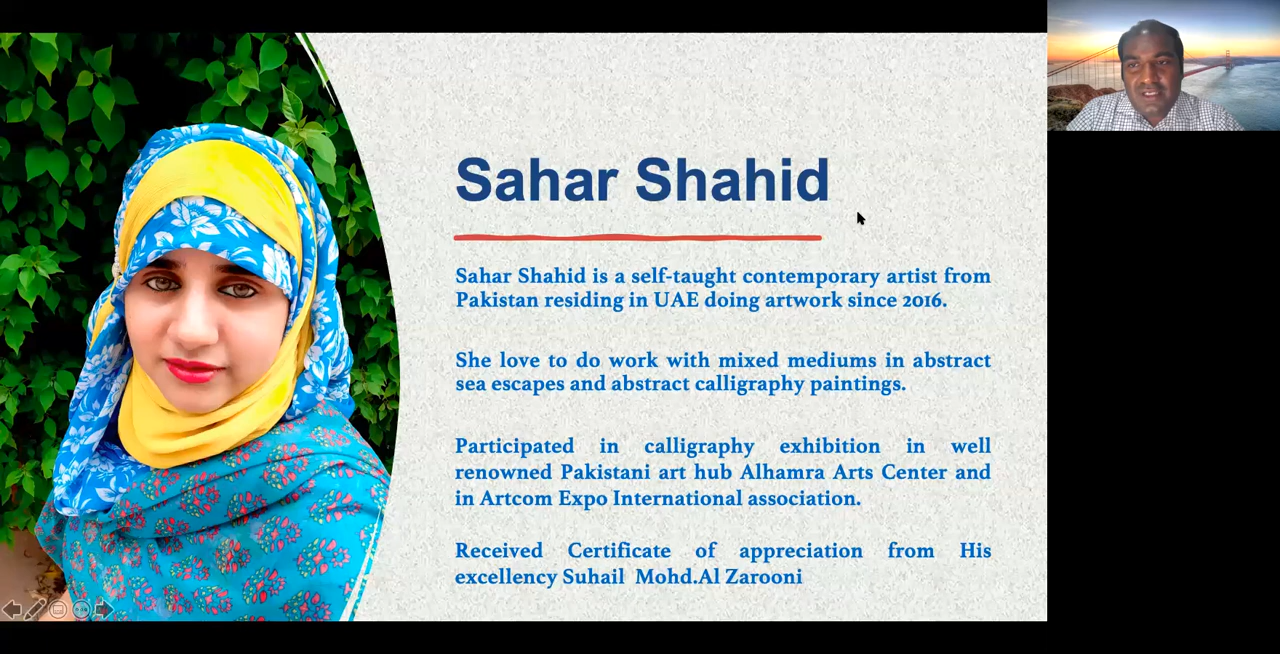 Sahar Shahid
Sahar Shahid is a self-taught contemporary artist from
Pakistan residing in UAE doing artwork since 2016.
She love to do work with mixed mediums in abstract
sea escapes and abstract calligraphy paintings.
Participated in calligraphy exhibition in well
renowned Pakistani art hub Alhamra Arts Center and
in Artcom Expo International association.
Received Certificate of appreciation from His
excellency Suhail Mohd.Al Zarooni